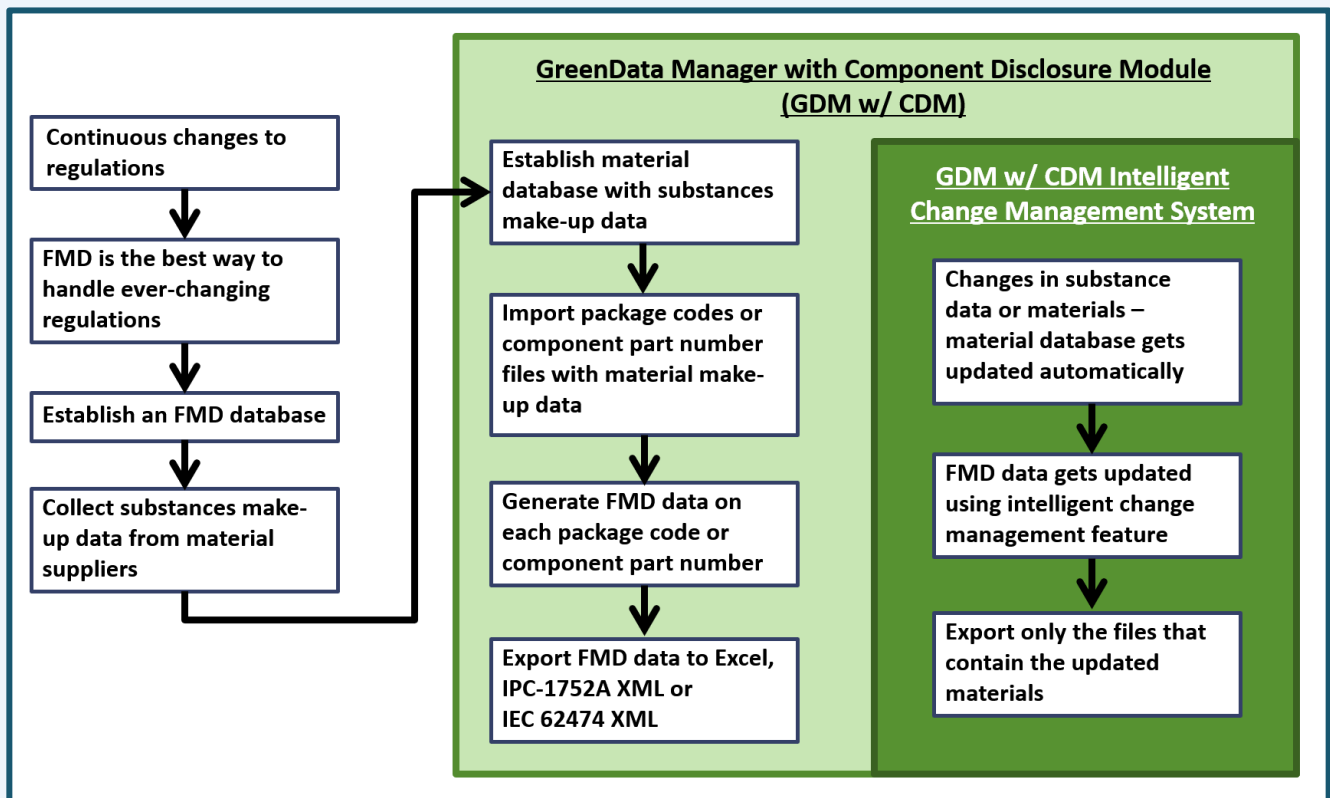 Continuous changes to
regulations
FMD is the best way to
handle ever-changing
regulations
Establish an FMD database
Collect substances make-
up data from material
suppliers
GreenData Manager with Component Disclosure Module
(GDM w/ CDM)
Establish material
database with substances
make-up data
Import package codes or
component part number
files with material make-
up data
Generate FMD data on
each package code or
component part number
Export FMD data to Excel,
IPC-1752A XML or
IEC 62474 XML
GDM w/ CDM Intelligent
Change Management System
Changes in substance
data or materials –
material database gets
updated automatically
FMD data gets updated
using intelligent change
management feature
Export only the files that
contain the updated
materials